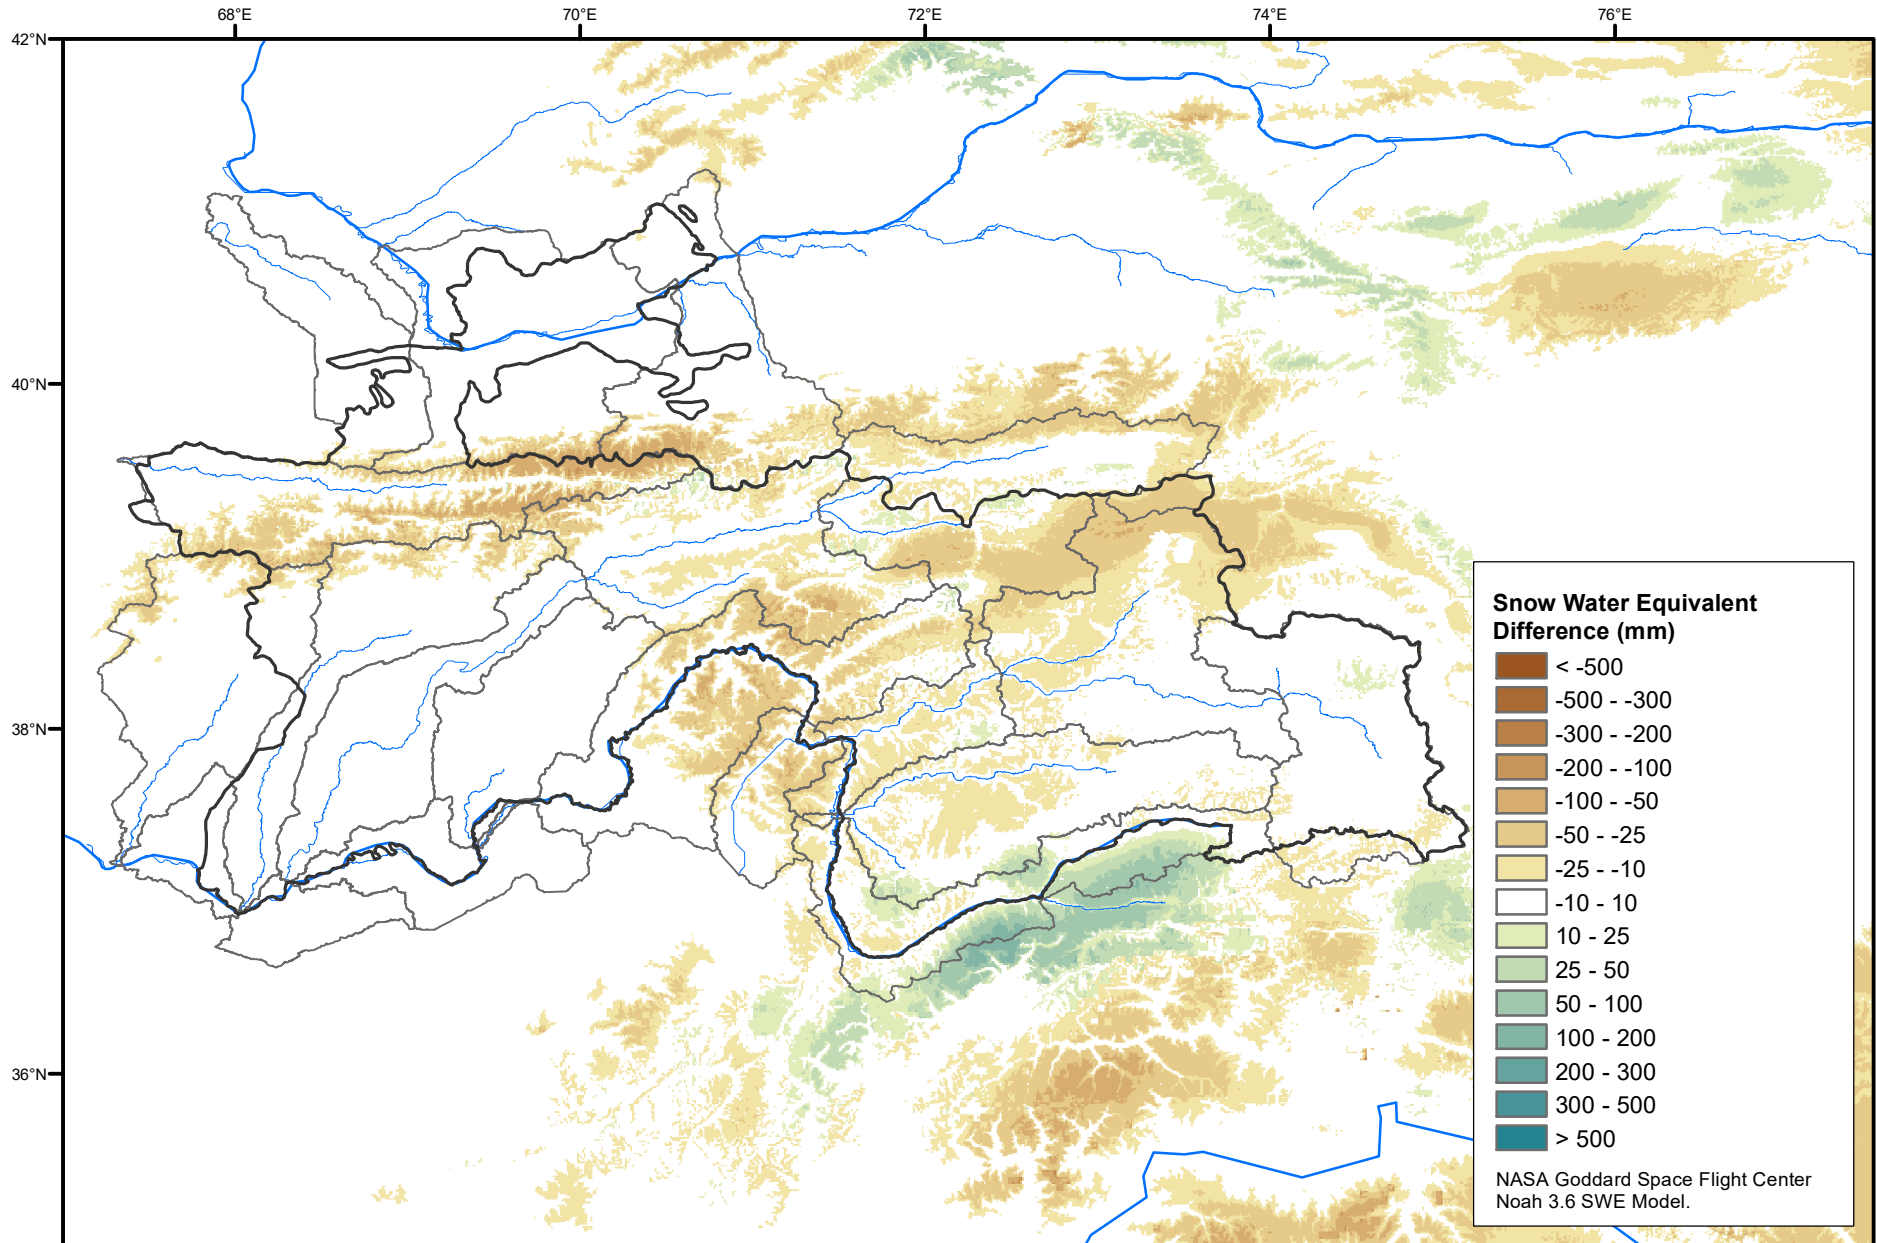 68°E
70°E
72°E
74°E
76°E
42°N
40°N
38°N
36°N
Snow Water Equivalent
Difference (mm)
< -500
-500 - -300
-300 - -200
-200 - -100
-100 - -50
-50 - -25
-25 - -10
-10 - 10
10 - 25
25 - 50
50 - 100
100 - 200
200 - 300
300 - 500
> 500
NASA Goddard Space Flight Center
Noah 3.6 SWE Model.